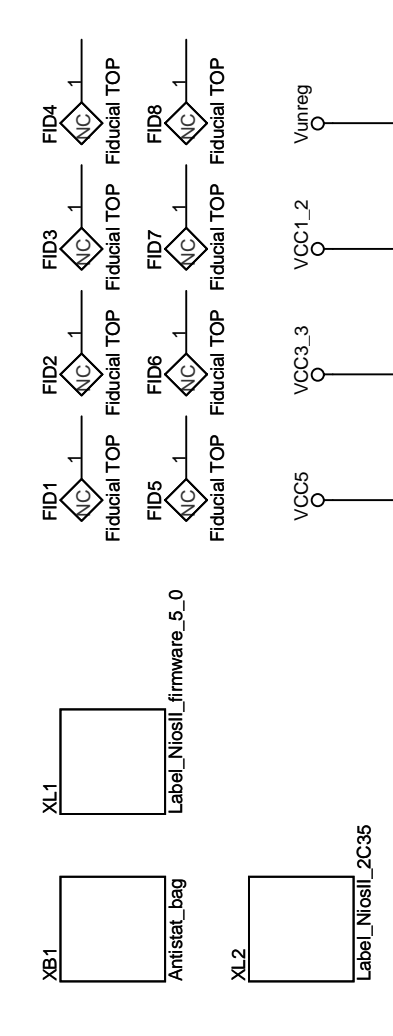 XB1
Antistat_bag
XL1
Label_NiosII_firmware_5_0
FID1
NC
1
Fiducial TOP
FID2
NC
1
Fiducial TOP
FID3
NC
1
Fiducial TOP
FID4
NC
1
Fiducial TOP
FID5
NC
1
Fiducial TOP
FID6
NC
1
Fiducial TOP
FID7
NC
1
Fiducial TOP
FID8
NC
1
Fiducial TOP
XL2
Label_NiosII_2C35
VCC5
VCC3_3
VCC1_2
Vunreg